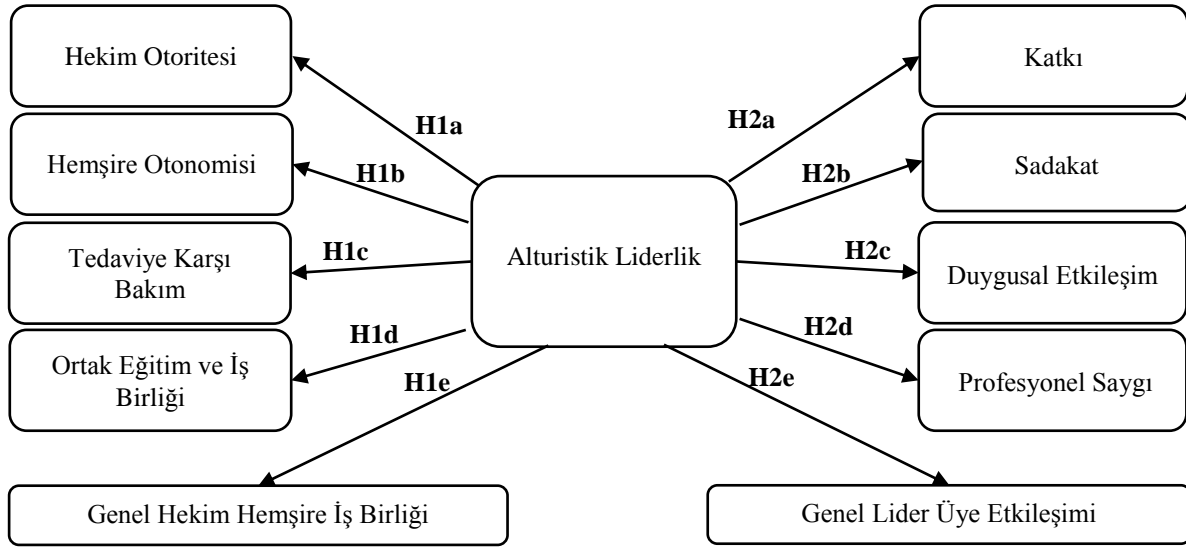 Hekim Otoritesi
H1a
Hemşire Otonomisi
H1b
Tedaviye Karşı
Bakım
H1c
Ortak Eğitim ve İş
Birliği
H1d
H1e
Genel Hekim Hemşire İş Birliği
Alturistik Liderlik
Katkı
H2a
Sadakat
H2b
Duygusal Etkileşim
H2c
Profesyonel Saygı
H2d
H2e
Genel Lider Üye Etkileşimi